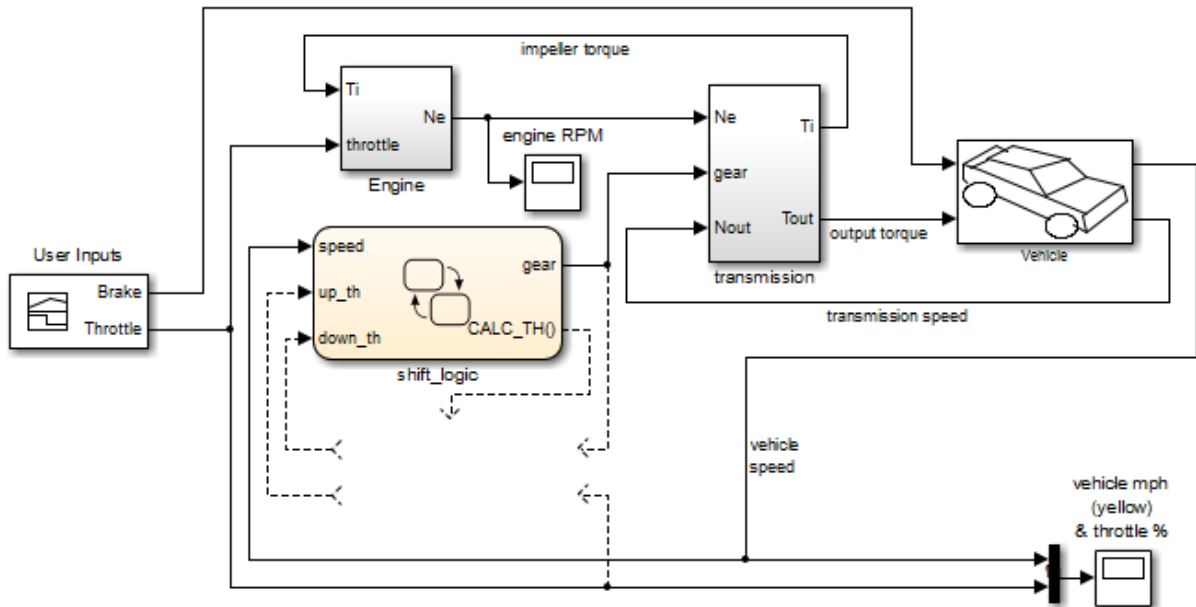 impeller torque
Ti
Ne
throttle
Engine
engine RPM
Ne
Ti
gear
Nout
Tout
transmission
output torque
Vehicle
transmission speed
User Inputs
Brake
Throttle
speed
gear
up_th
down_th
CALC_TH()
shift_logic
vehicle
speed
vehicle mph
(yellow)
& throttle %